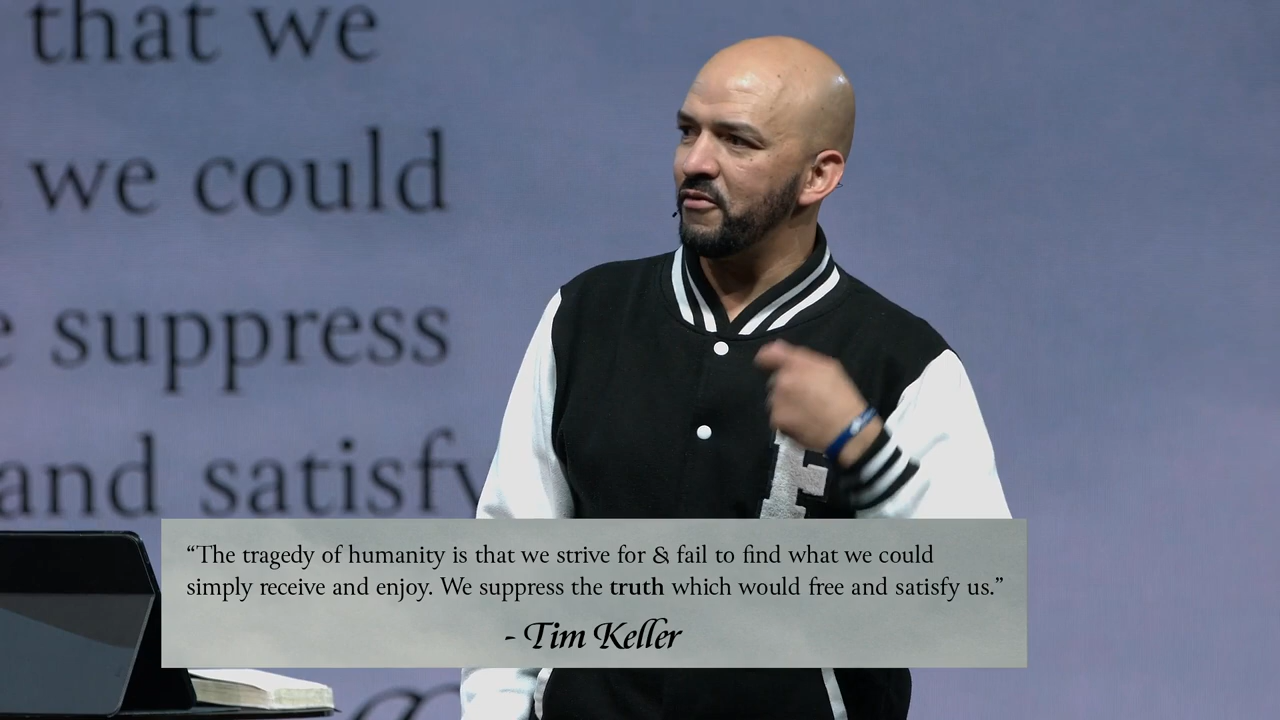 that we
we could
suppress
and satisfy
F
“The tragedy of humanity is that we strive for & fail to find what we could
simply receive and enjoy. We suppress the truth which would free and satisfy us.”
- Tim Keller